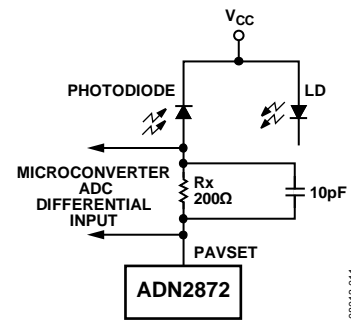 VCC
PHOTODIODE
LD
MICROCONVERTER
ADC
DIFFERENTIAL
INPUT
Rx
200Ω
10pF
PAVSET
ADN2872